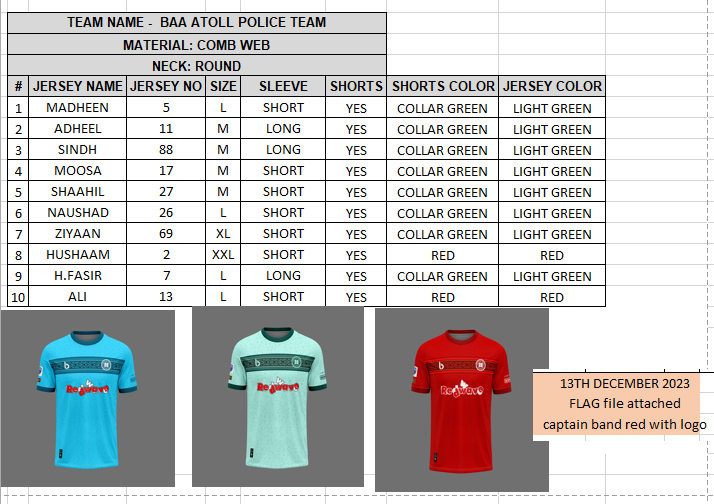 TEAM NAME - BAA ATOLL POLICE TEAM
MATERIAL: COMB WEB
NECK: ROUND
# JERSEY NAME JERSEY NO SIZE SLEEVE SHORTS SHORTS COLOR JERSEY COLOR
1 MADHEEN 5 L SHORT YES COLLAR GREEN LIGHT GREEN
2 ADHEEL 11 M LONG YES COLLAR GREEN LIGHT GREEN
3 SINDH 88 M LONG YES COLLAR GREEN LIGHT GREEN
4 MOOSA 17 M SHORT YES COLLAR GREEN LIGHT GREEN
5 SHAAHIL 27 M SHORT YES COLLAR GREEN LIGHT GREEN
6 NAUSHAD 26 L SHORT YES COLLAR GREEN LIGHT GREEN
7 ZIYAAN 69 XL SHORT YES COLLAR GREEN LIGHT GREEN
8 HUSHAAM 2 XXL SHORT YES RED RED
9 H.FASIR 7 L LONG YES COLLAR GREEN LIGHT GREEN
10 ALI 13 L SHORT YES RED RED
Redwave
Redwave
Redwave
13TH DECEMBER 2023
FLAG file attached
captain band red with logo